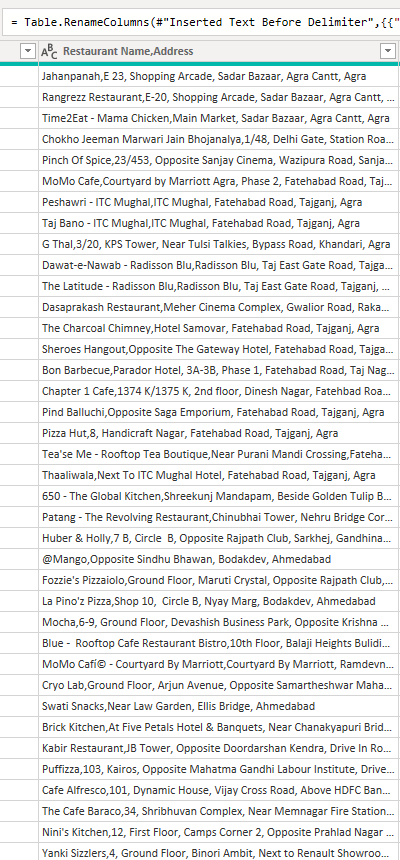 = Table.RenameColumns(#"Inserted Text Before Delimiter",{{"
ABC Restaurant Name,Address
Jahanpanah,E 23, Shopping Arcade, Sadar Bazaar, Agra Cantt, Agra
Rangrezz Restaurant,E-20, Shopping Arcade, Sadar Bazaar, Agra Cantt, ...
Time2Eat - Mama Chicken,Main Market, Sadar Bazaar, Agra Cantt, Agra
Chokho Jeeman Marwari Jain Bhojanalya,1/48, Delhi Gate, Station Roa...
Pinch Of Spice,23/453, Opposite Sanjay Cinema, Wazipura Road, Sanja...
MoMo Cafe,Courtyard by Marriott Agra, Phase 2, Fatehabad Road, Taj...
Peshawri - ITC Mughal,ITC Mughal, Fatehabad Road, Tajganj, Agra
Taj Bano - ITC Mughal,ITC Mughal, Fatehabad Road, Tajganj, Agra
G Thal,3/20, KPS Tower, Near Tulsi Talkies, Bypass Road, Khandari, Agra
Dawat-e-Nawab - Radisson Blu,Radisson Blu, Taj East Gate Road, Tajga...
The Latitude - Radisson Blu,Radisson Blu, Taj East Gate Road, Tajganj, ...
Dasaprakash Restaurant,Meher Cinema Complex, Gwalior Road, Raka...
The Charcoal Chimney,Hotel Samovar, Fatehabad Road, Tajganj, Agra
Sheroes Hangout,Opposite The Gateway Hotel, Fatehabad Road, Tajga...
Bon Barbecue,Parador Hotel, 3A-3B, Phase 1, Fatehabad Road, Taj Nag...
Chapter 1 Cafe,1374 K/1375 K, 2nd floor, Dinesh Nagar, Fatehbad Roa...
Pind Balluchi,Opposite Saga Emporium, Fatehabad Road, Tajganj, Agra
Pizza Hut,8, Handicraft Nagar, Fatehabad Road, Tajganj, Agra
Tea'se Me - Rooftop Tea Boutique,Near Purani Mandi Crossing,Fateha...
Thaaliwala,Next To ITC Mughal Hotel, Fatehabad Road, Tajganj, Agra
650 - The Global Kitchen,Shreekunj Mandapam, Beside Golden Tulip B...
Patang - The Revolving Restaurant,Chinubhai Tower, Nehru Bridge Cor...
Huber & Holly,7 B, Circle  B, Opposite Rajpath Club, Sarkhej, Gandhina...
@Mango,Opposite Sindhu Bhawan, Bodakdev, Ahmedabad
Fozzie's Pizzaiolo,Ground Floor, Maruti Crystal, Opposite Rajpath Club,...
La Pino'z Pizza,Shop 10,  Circle B, Nyay Marg, Bodakdev, Ahmedabad
Mocha,6-9, Ground Floor, Devashish Business Park, Opposite Krishna ...
Blue -  Rooftop Cafe Restaurant Bistro,10th Floor, Balaji Heights Bulidi...
MoMo Café© - Courtyard By Marriott,Courtyard By Marriott, Ramdevn...
Cryo Lab,Ground Floor, Arjun Avenue, Opposite Samartheshwar Maha...
Swati Snacks,Near Law Garden, Ellis Bridge, Ahmedabad
Brick Kitchen,At Five Petals Hotel & Banquets, Near Chanakyapuri Brid...
Kabir Restaurant,JB Tower, Opposite Doordarshan Kendra, Drive In Ro...
Puffizza,103, Kairos, Opposite Mahatma Gandhi Labour Institute, Drive...
Cafe Alfresco,101, Dynamic House, Vijay Cross Road, Above HDFC Ban...
The Cafe Baraco,34, Shribhuvan Complex, Near Memnagar Fire Station...
Nini's Kitchen,12, First Floor, Camps Corner 2, Opposite Prahlad Nagar ...
Yanki Sizzlers,4, Ground Floor, Binori Ambit, Next to Renault Showroo...